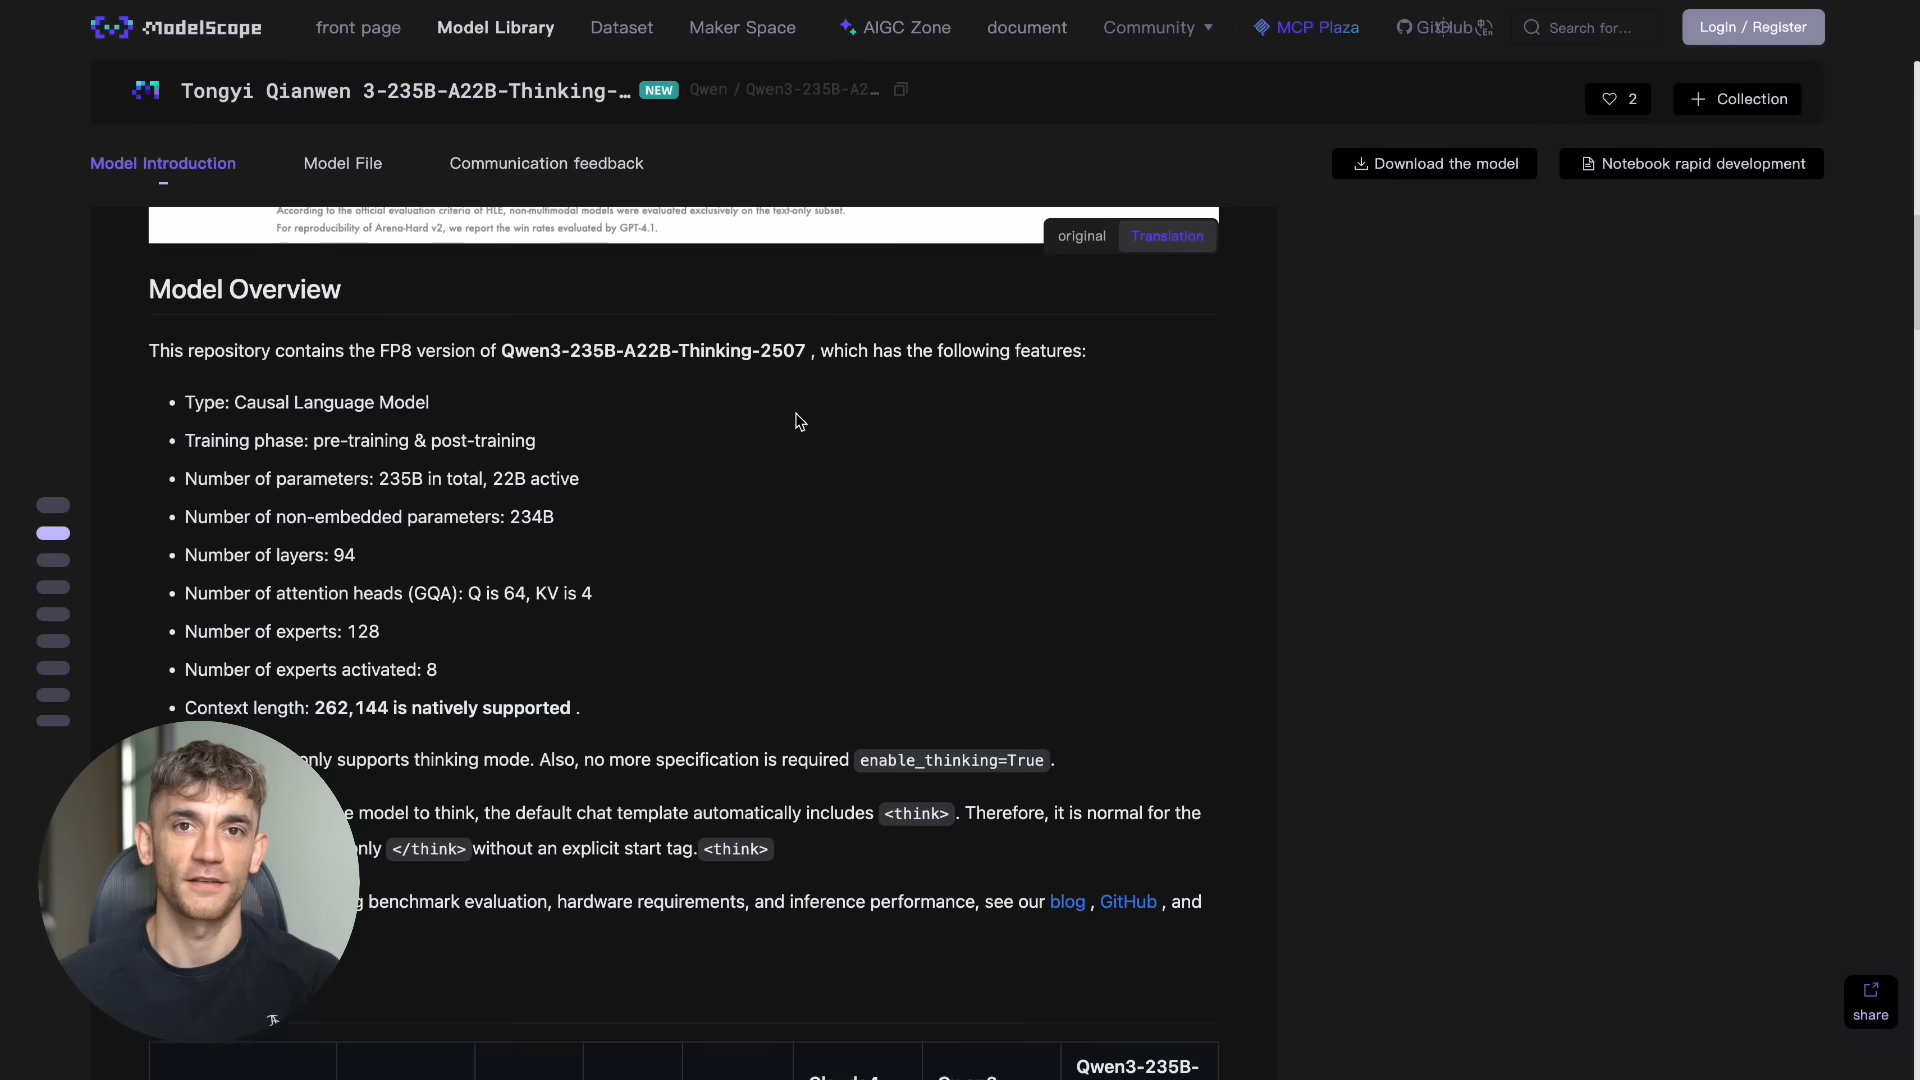 ModelScope
front page
Model Library
Dataset
Maker Space
AIGC Zone
document
Community
MCP Plaza
GitHub
Search for...
Login / Register
Tongyi Qianwen 3-235B-A22B-Thinking-...
NEW
Qwen / Qwen3-235B-A2...
2
Collection
Model Introduction
Model File
Communication feedback
Download the model
Notebook rapid development
According to the official evaluation criteria of HLE, non-multimodal models were evaluated exclusively on the text-only subset.
For reproducibility of Arena-Hard v2, we report the win rates evaluated by GPT-4.1.
original
Translation
Model Overview
This repository contains the FP8 version of Qwen3-235B-A22B-Thinking-2507 , which has the following features:
• Type: Causal Language Model
• Training phase: pre-training & post-training
• Number of parameters: 235B in total, 22B active
• Number of non-embedded parameters: 234B
• Number of layers: 94
• Number of attention heads (GQA): Q is 64, KV is 4
• Number of experts: 128
• Number of experts activated: 8
• Context length: 262,144 is natively supported .
only supports thinking mode. Also, no more specification is required enable_thinking=True .
model to think, the default chat template automatically includes <think> . Therefore, it is normal for the
only </think> without an explicit start tag. <think>
benchmark evaluation, hardware requirements, and inference performance, see our blog , GitHub , and
share
Qwen3-235B-